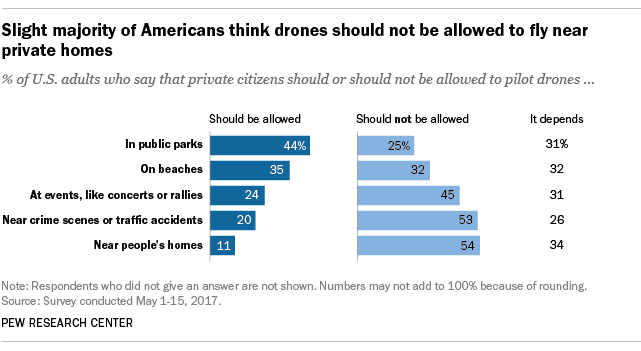 Slight majority of Americans think drones should not be allowed to fly near
private homes
% of U.S. adults who say that private citizens should or should not be allowed to pilot drones ...
Should be allowed Should not be allowed It depends
In public parks 44% 25% 31%
On beaches 35 32 32
At events, like concerts or rallies 24 45 31
Near crime scenes or traffic accidents 20 53 26
Near people's homes 11 54 34
Note: Respondents who did not give an answer are not shown. Numbers may not add to 100% because of rounding.
Source: Survey conducted May 1-15, 2017.
PEW RESEARCH CENTER